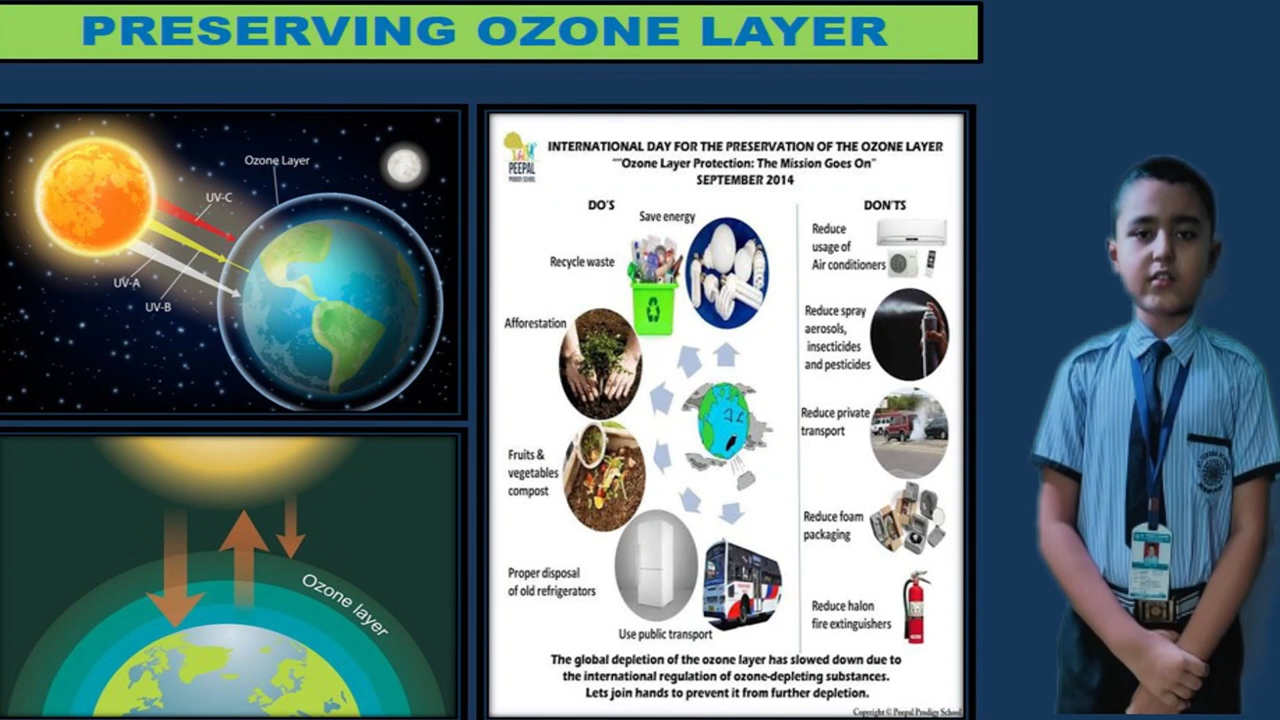 PRESERVING OZONE LAYER
Ozone Layer
UV-C
UV-A
UV-B
Ozone layer
PEEPAL
PRODIGY SCHOOL
INTERNATIONAL DAY FOR THE PRESERVATION OF THE OZONE LAYER
""Ozone Layer Protection: The Mission Goes On"
SEPTEMBER 2014
DO'S
Save energy
Recycle waste
Afforestation
Fruits &
vegetables
compost
Proper disposal
of old refrigerators
Use public transport
DON'TS
Reduce
usage of
Air conditioners
Reduce spray
aerosols,
insecticides
and pesticides
Reduce private
transport
Reduce foam
packaging
Reduce halon
fire extinguishers
The global depletion of the ozone layer has slowed down due to
the international regulation of ozone-depleting substances.
Lets join hands to prevent it from further depletion.
Copyright © Peepal Prodigy School